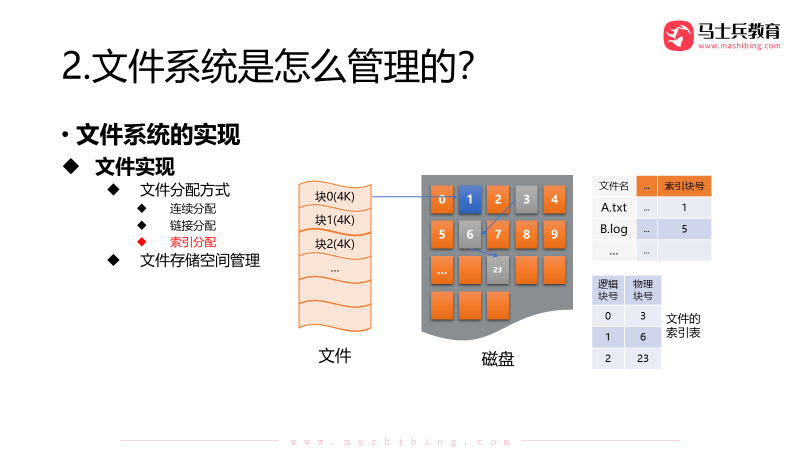 马士兵教育
www.mashibing.com
2.文件系统是怎么管理的?
• 文件系统的实现
◆ 文件实现
◆ 文件分配方式
◆ 连续分配
◆ 链接分配
◆ 索引分配
◆ 文件存储空间管理
块0(4K)
块1(4K)
块2(4K)
...
文件
0 1 2 3 4
5 6 7 8 9
... 23
磁盘
文件名 ... 索引块号
A.txt ... 1
B.log ... 5
... ...
逻辑块号 物理块号
0 3
1 6
2 23
文件的
索引表
www.mashibing.com